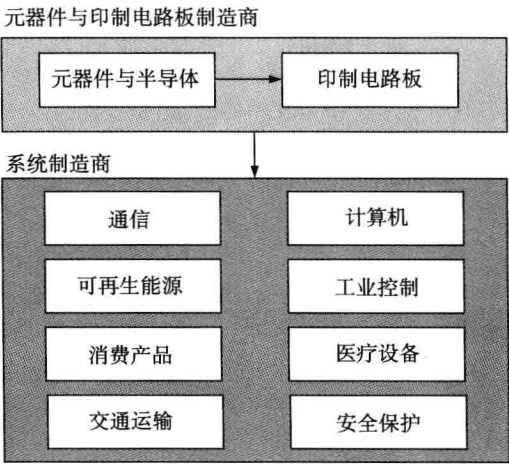 元器件与印制电路板制造商
元器件与半导体
印制电路板
系统制造商
通信
计算机
可再生能源
工业控制
消费产品
医疗设备
交通运输
安全保护